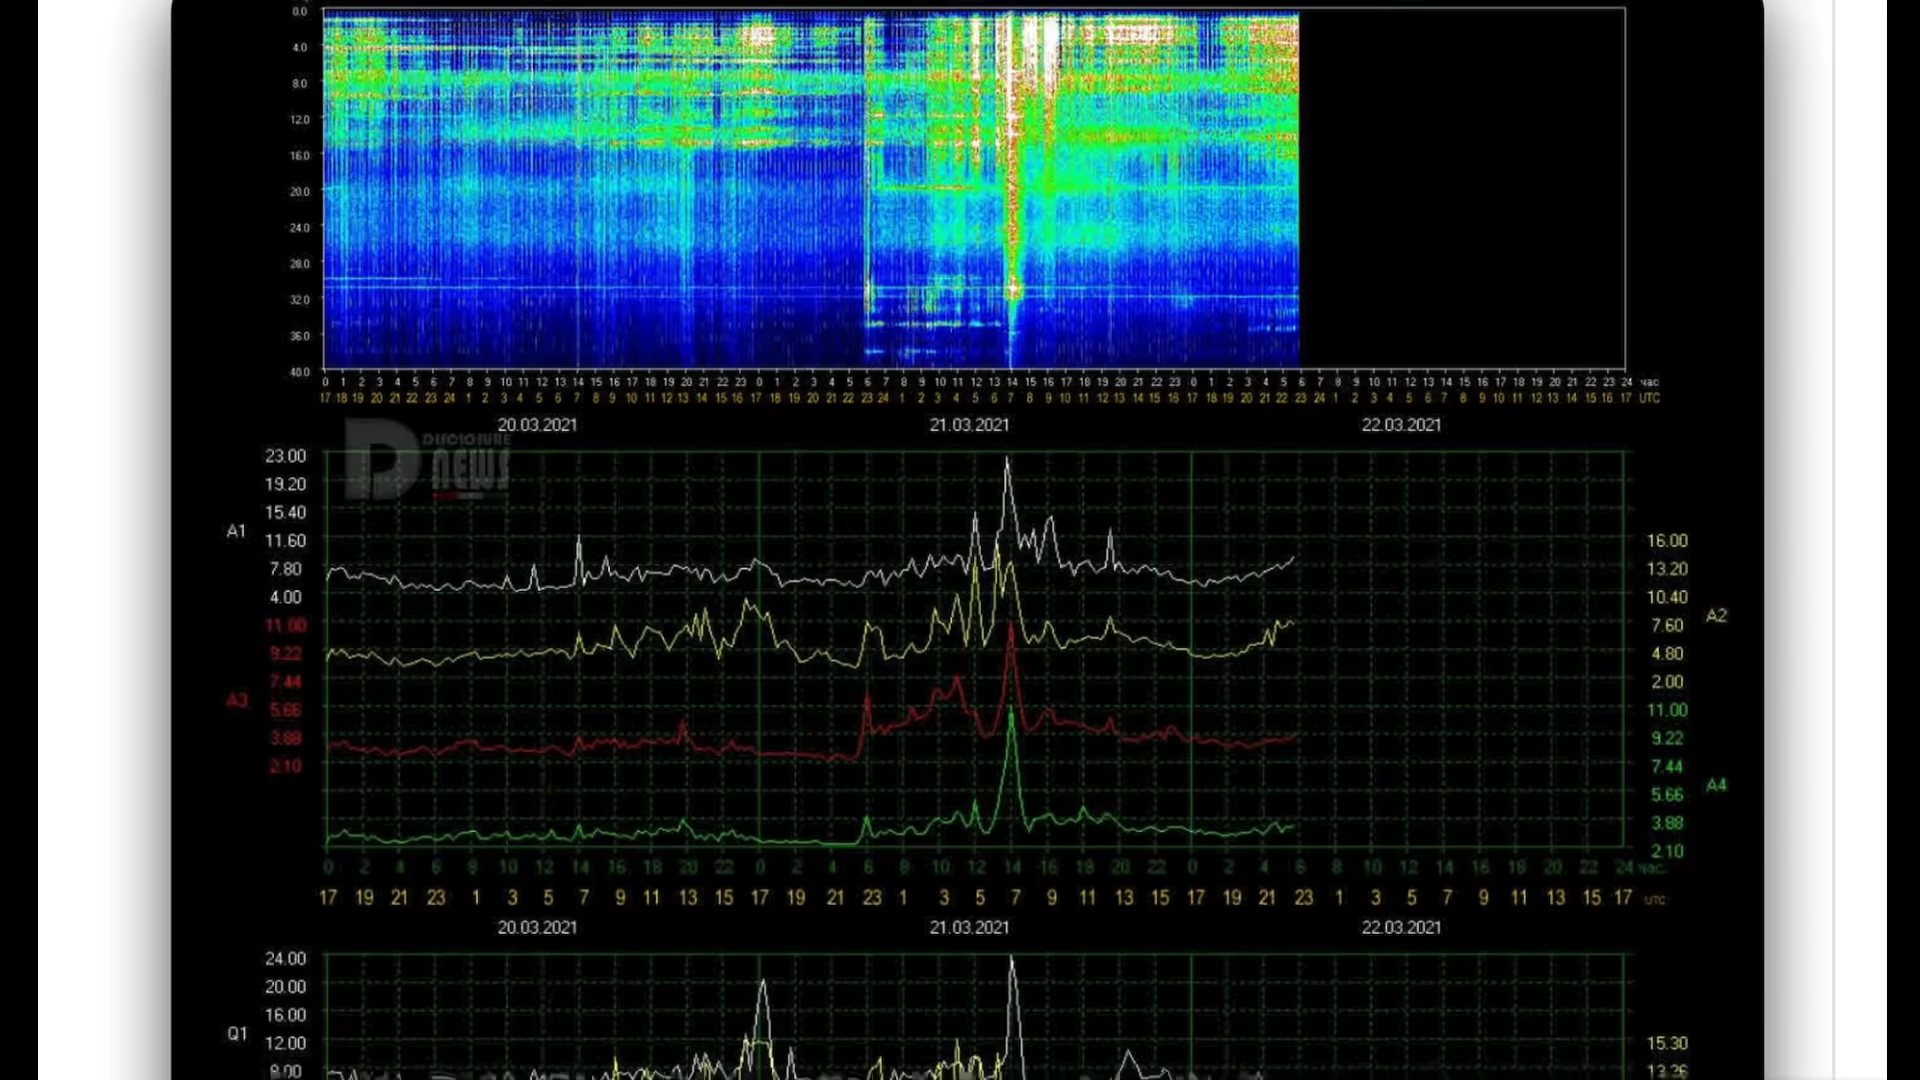 0.0
4.0
8.0
12.0
16.0
20.0
24.0
28.0
32.0
36.0
40.0
0 1 2 3 4 5 6 7 8 9 10 11 12 13 14 15 16 17 18 19 20 21 22 23 0 1 2 3 4 5 6 7 8 9 10 11 12 13 14 15 16 17 18 19 20 21 22 23 0 1 2 3 4 5 6 7 8 9 10 11 12 13 14 15 16 17 18 19 20 21 22 23 24 час
17 18 19 20 21 22 23 24 1 2 3 4 5 6 7 8 9 10 11 12 13 14 15 16 17 18 19 20 21 22 23 24 1 2 3 4 5 6 7 8 9 10 11 12 13 14 15 16 17 18 19 20 21 22 23 24 1 2 3 4 5 6 7 8 9 10 11 12 13 14 15 16 17 UTC
20.03.2021 21.03.2021 22.03.2021
D DISCLOSURE
NEWS
23.00
19.20
15.40
A1
11.60 16.00
7.80 13.20
4.00 10.40
A2
11.00 7.60
9.22 4.80
7.44 2.00
A3
5.66 11.00
3.88 9.22
2.10 7.44
A4
5.66
3.88
2.10
0 2 4 6 8 10 12 14 16 18 20 22 0 2 4 6 8 10 12 14 16 18 20 22 0 2 4 6 8 10 12 14 16 18 20 22 24 час.
17 19 21 23 1 3 5 7 9 11 13 15 17 19 21 23 1 3 5 7 9 11 13 15 17 19 21 23 1 3 5 7 9 11 13 15 17 UTC
20.03.2021 21.03.2021 22.03.2021
24.00
20.00
16.00
Q1
12.00 15.30
8.00 13.26